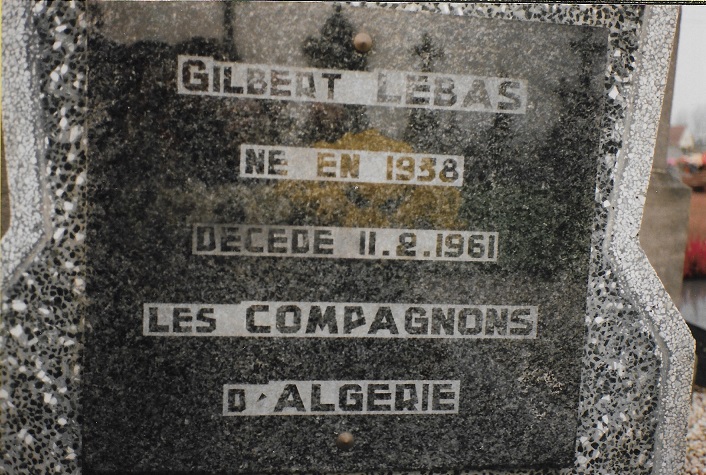 GILBERT LEBAS
NE EN 1938
DECEDE 11.2.1961
LES COMPAGNONS
D'ALGERIE